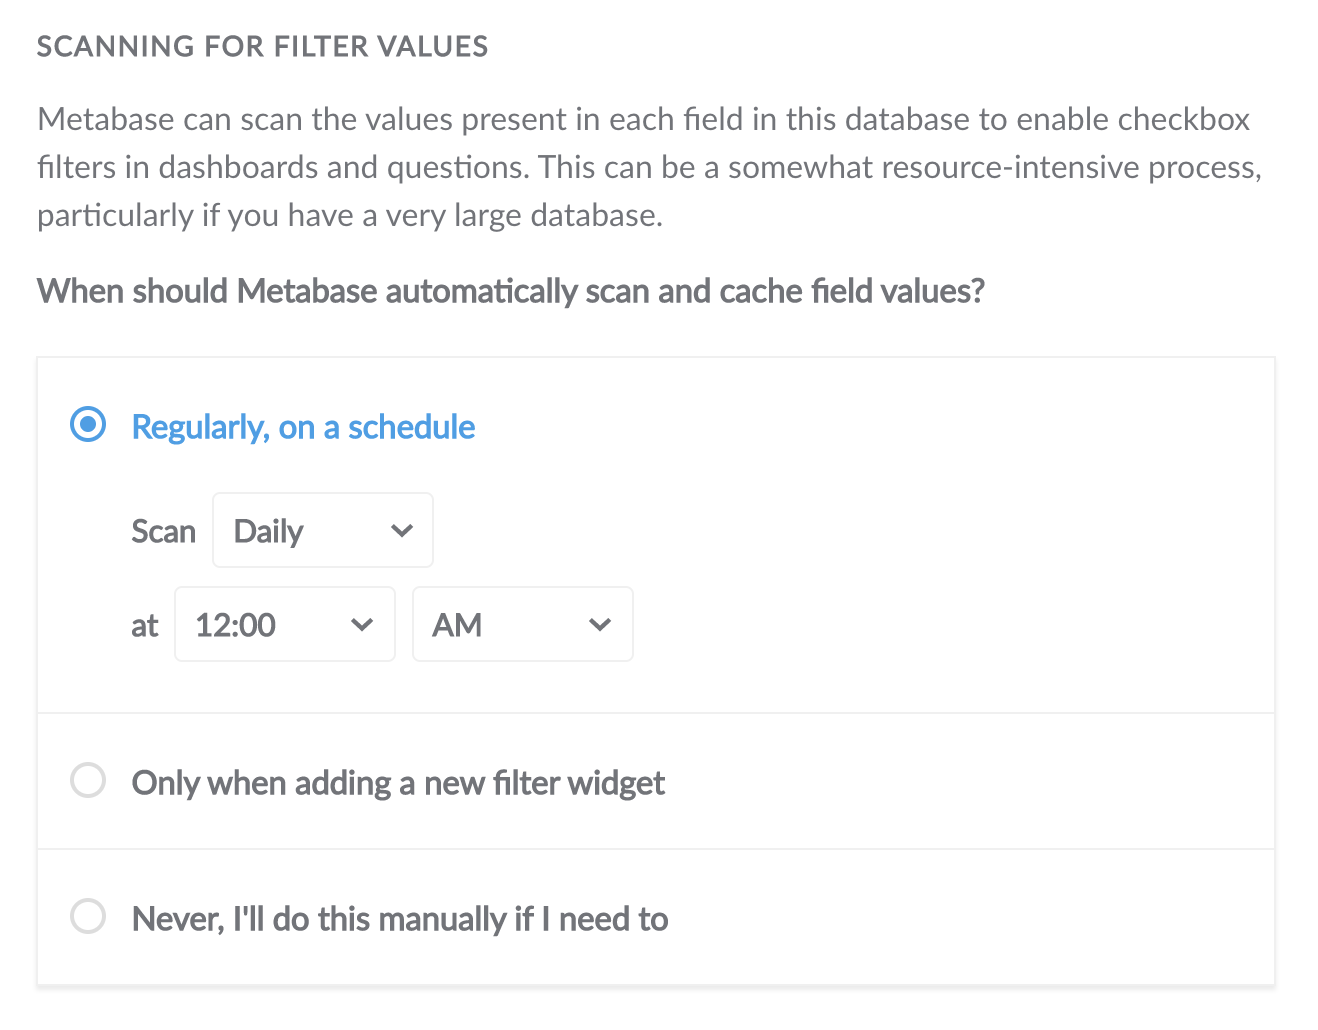 SCANNING FOR FILTER VALUES
Metabase can scan the values present in each field in this database to enable checkbox
filters in dashboards and questions. This can be a somewhat resource-intensive process,
particularly if you have a very large database.
When should Metabase automatically scan and cache field values?
Regularly, on a schedule
Scan Daily
at 12:00 AM
Only when adding a new filter widget
Never, I'll do this manually if I need to